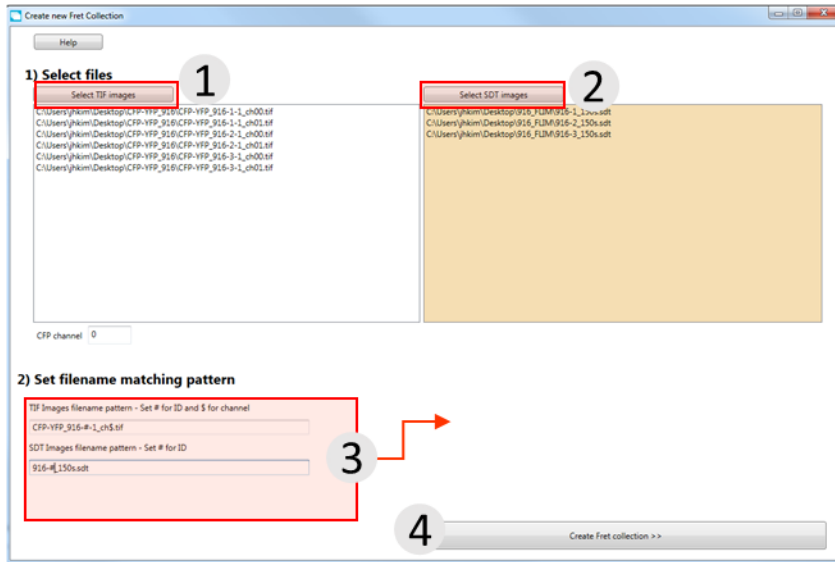 Create new Fret Collection
Help
1) Select files
1
2
Select TIF images
Select SDT images
C:\Users\jhkim\Desktop\CFP-YFP_916\CFP-YFP_916-1-1_ch00.tif
C:\Users\jhkim\Desktop\CFP-YFP_916\CFP-YFP_916-1-1_ch01.tif
C:\Users\jhkim\Desktop\CFP-YFP_916\CFP-YFP_916-2-1_ch00.tif
C:\Users\jhkim\Desktop\CFP-YFP_916\CFP-YFP_916-2-1_ch01.tif
C:\Users\jhkim\Desktop\CFP-YFP_916\CFP-YFP_916-3-1_ch00.tif
C:\Users\jhkim\Desktop\CFP-YFP_916\CFP-YFP_916-3-1_ch01.tif
C:\Users\jhkim\Desktop\916_FLIM\916-1_150s.sdt
C:\Users\jhkim\Desktop\916_FLIM\916-2_150s.sdt
C:\Users\jhkim\Desktop\916_FLIM\916-3_150s.sdt
CFP channel 0
2) Set filename matching pattern
TIF Images filename pattern - Set # for ID and $ for channel
CFP-YFP_916-#-1_ch$.tif
SDT Images filename pattern - Set # for ID
916-#_150s.sdt
3
4
Create Fret collection >>